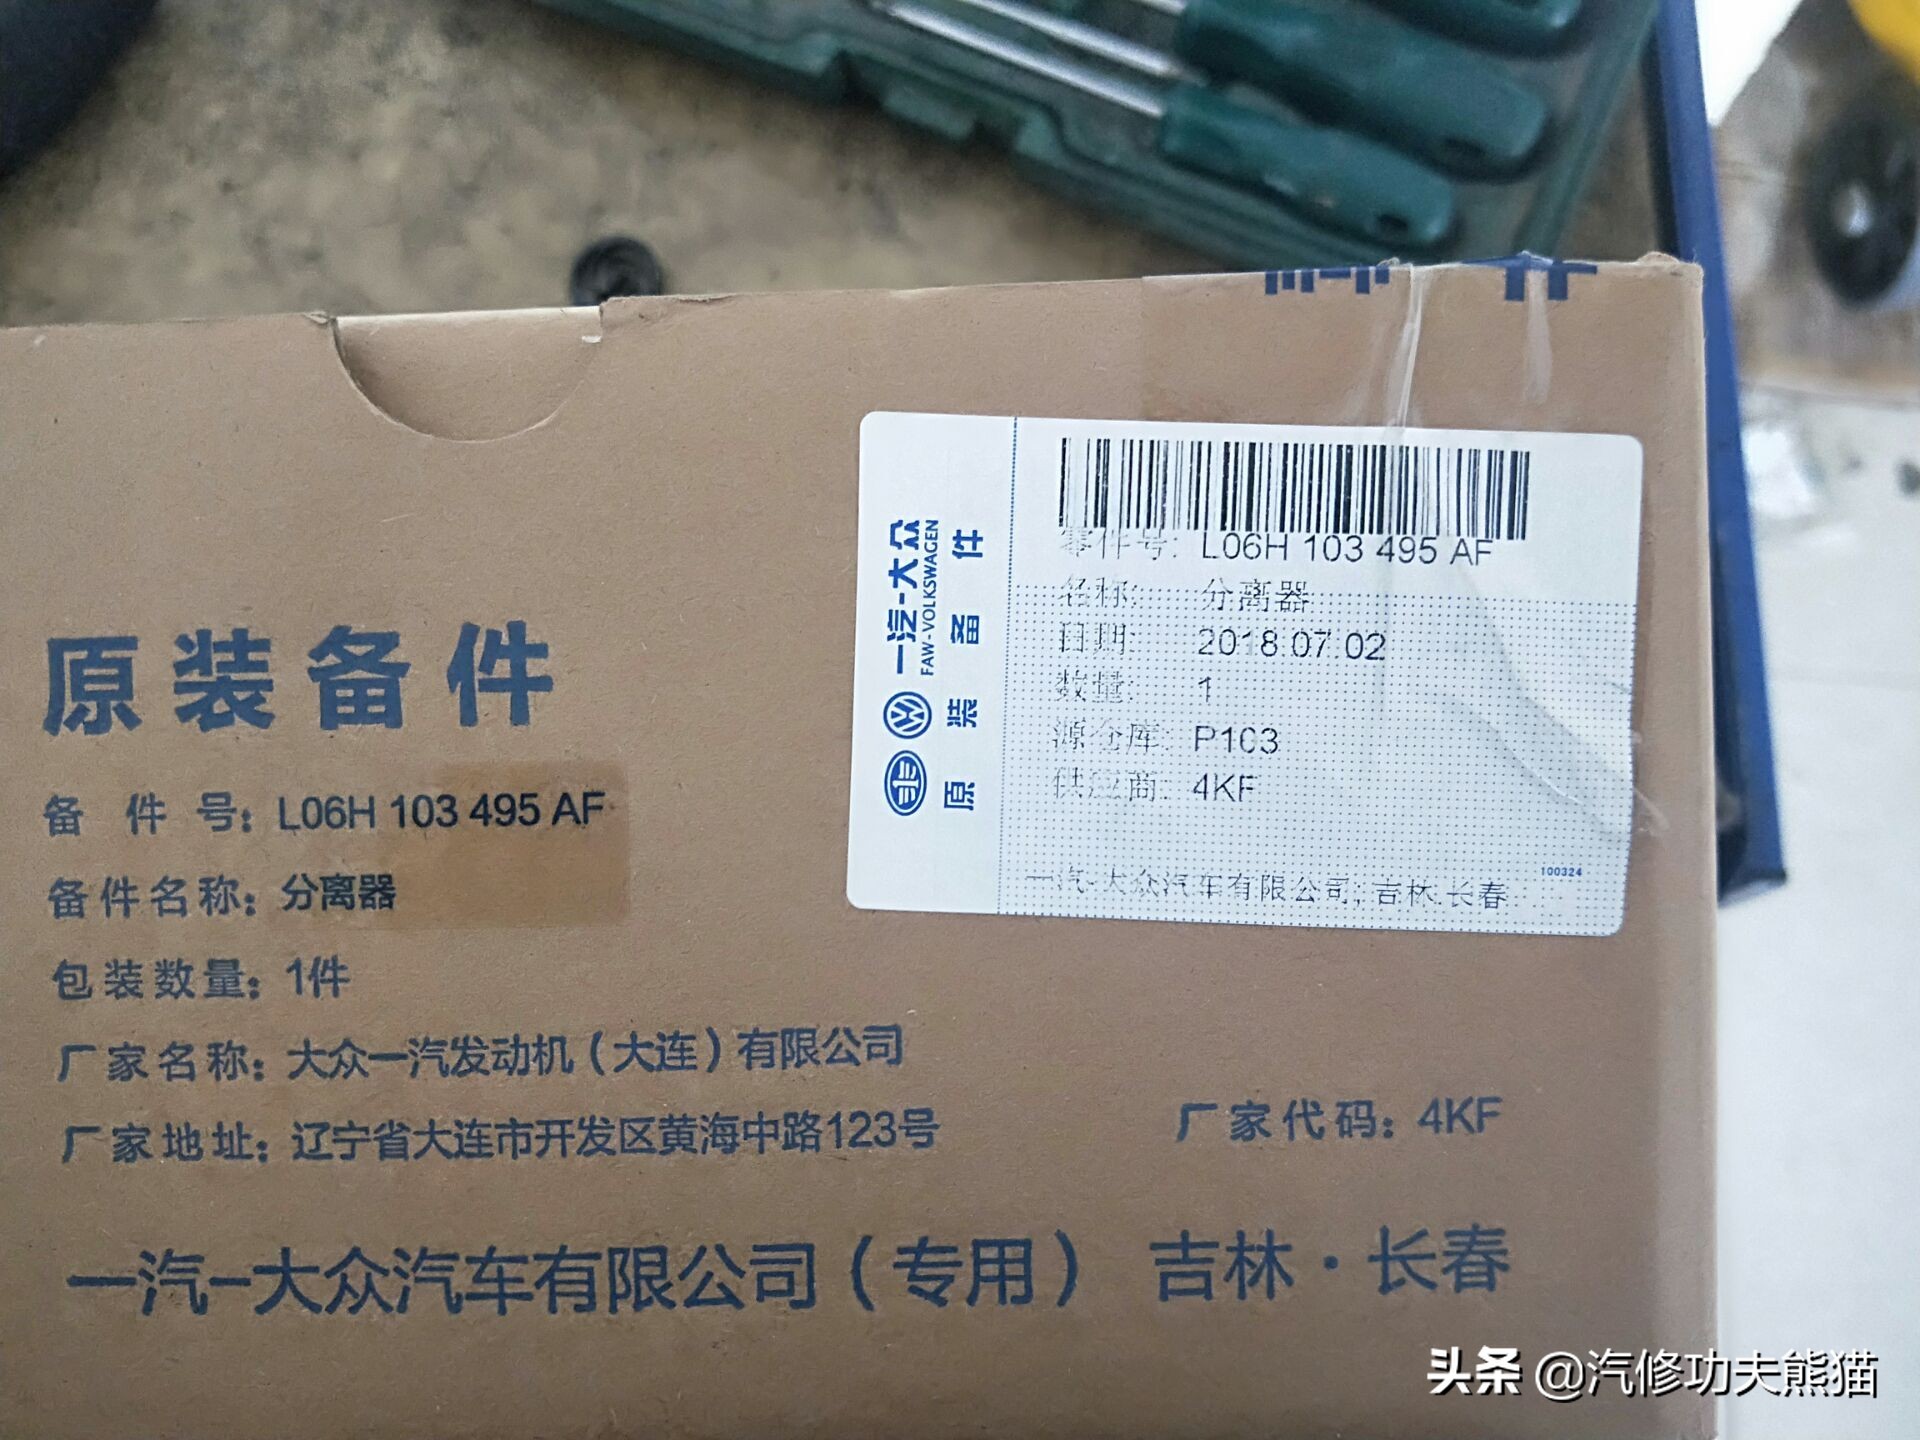 原装备件
备件号：L06H 103 495 AF
备件名称：分离器
包装数量：1件
厂家名称：大众一汽发动机（大连）有限公司
厂家地址：辽宁省大连市开发区黄海中路123号
厂家代码：4KF
一汽-大众汽车有限公司（专用） 吉林·长春
一汽-大众
FAW-VOLKSWAGEN
原装备件
零件号: L06H 103 495 AF
名称: 分离器
日期: 2018.07.02
数量: 1
源仓库: P103
供应商: 4KF
100324
一汽-大众汽车有限公司; 吉林.长春
头条 @汽修功夫熊猫